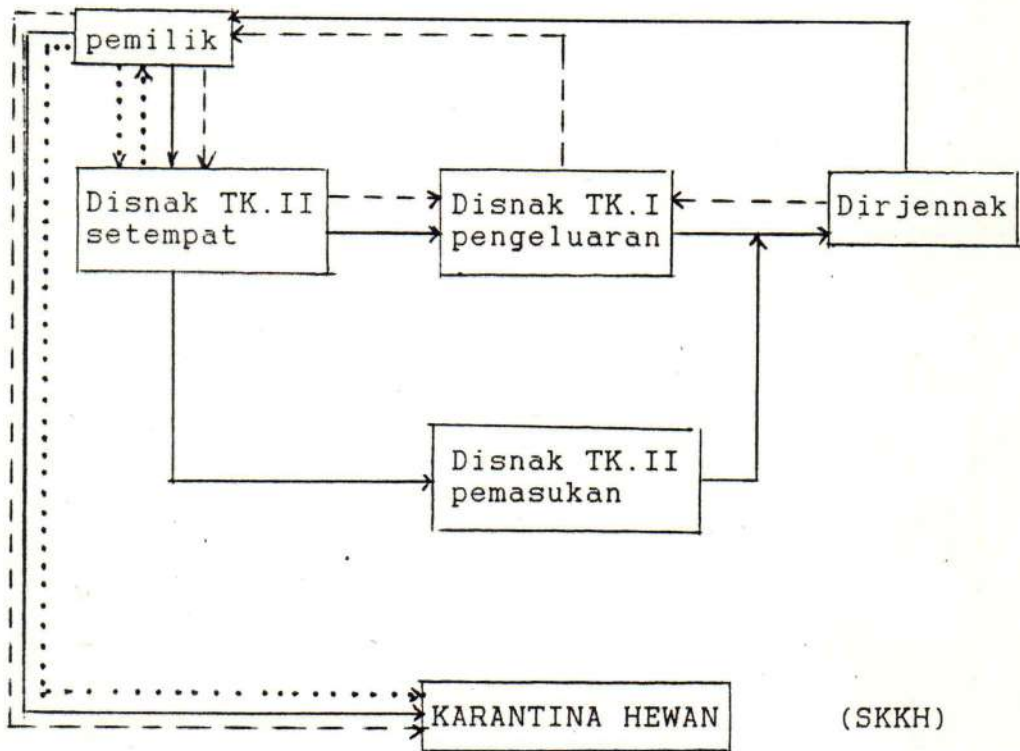 pemilik
Disnak TK.II
setempat
Disnak TK.I
pengeluaran
Dirjennak
Disnak TK.II
pemasukan
KARANTINA HEWAN
(SKKH)